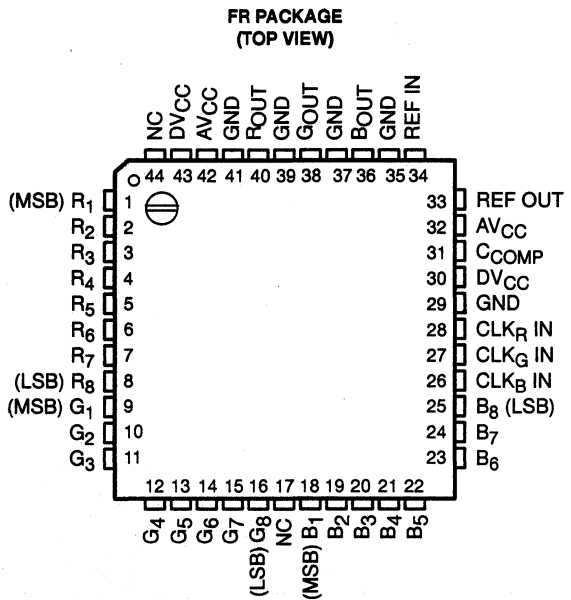 FR PACKAGE
(TOP VIEW)
NC
DVCC
AVCC
GND
ROUT
GND
GOUT
GND
BOUT
GND
REF IN
44 43 42 41 40 39 38 37 36 35 34
(MSB) R1 1
R2 2
R3 3
R4 4
R5 5
R6 6
R7 7
(LSB) R8 8
(MSB) G1 9
G2 10
G3 11
33 REF OUT
32 AVCC
31 CCOMP
30 DVCC
29 GND
28 CLKR IN
27 CLKG IN
26 CLKB IN
25 B8 (LSB)
24 B7
23 B6
12 13 14 15 16 17 18 19 20 21 22
G4
G5
G6
G7
(LSB) G8
NC
(MSB) B1
B2
B3
B4
B5